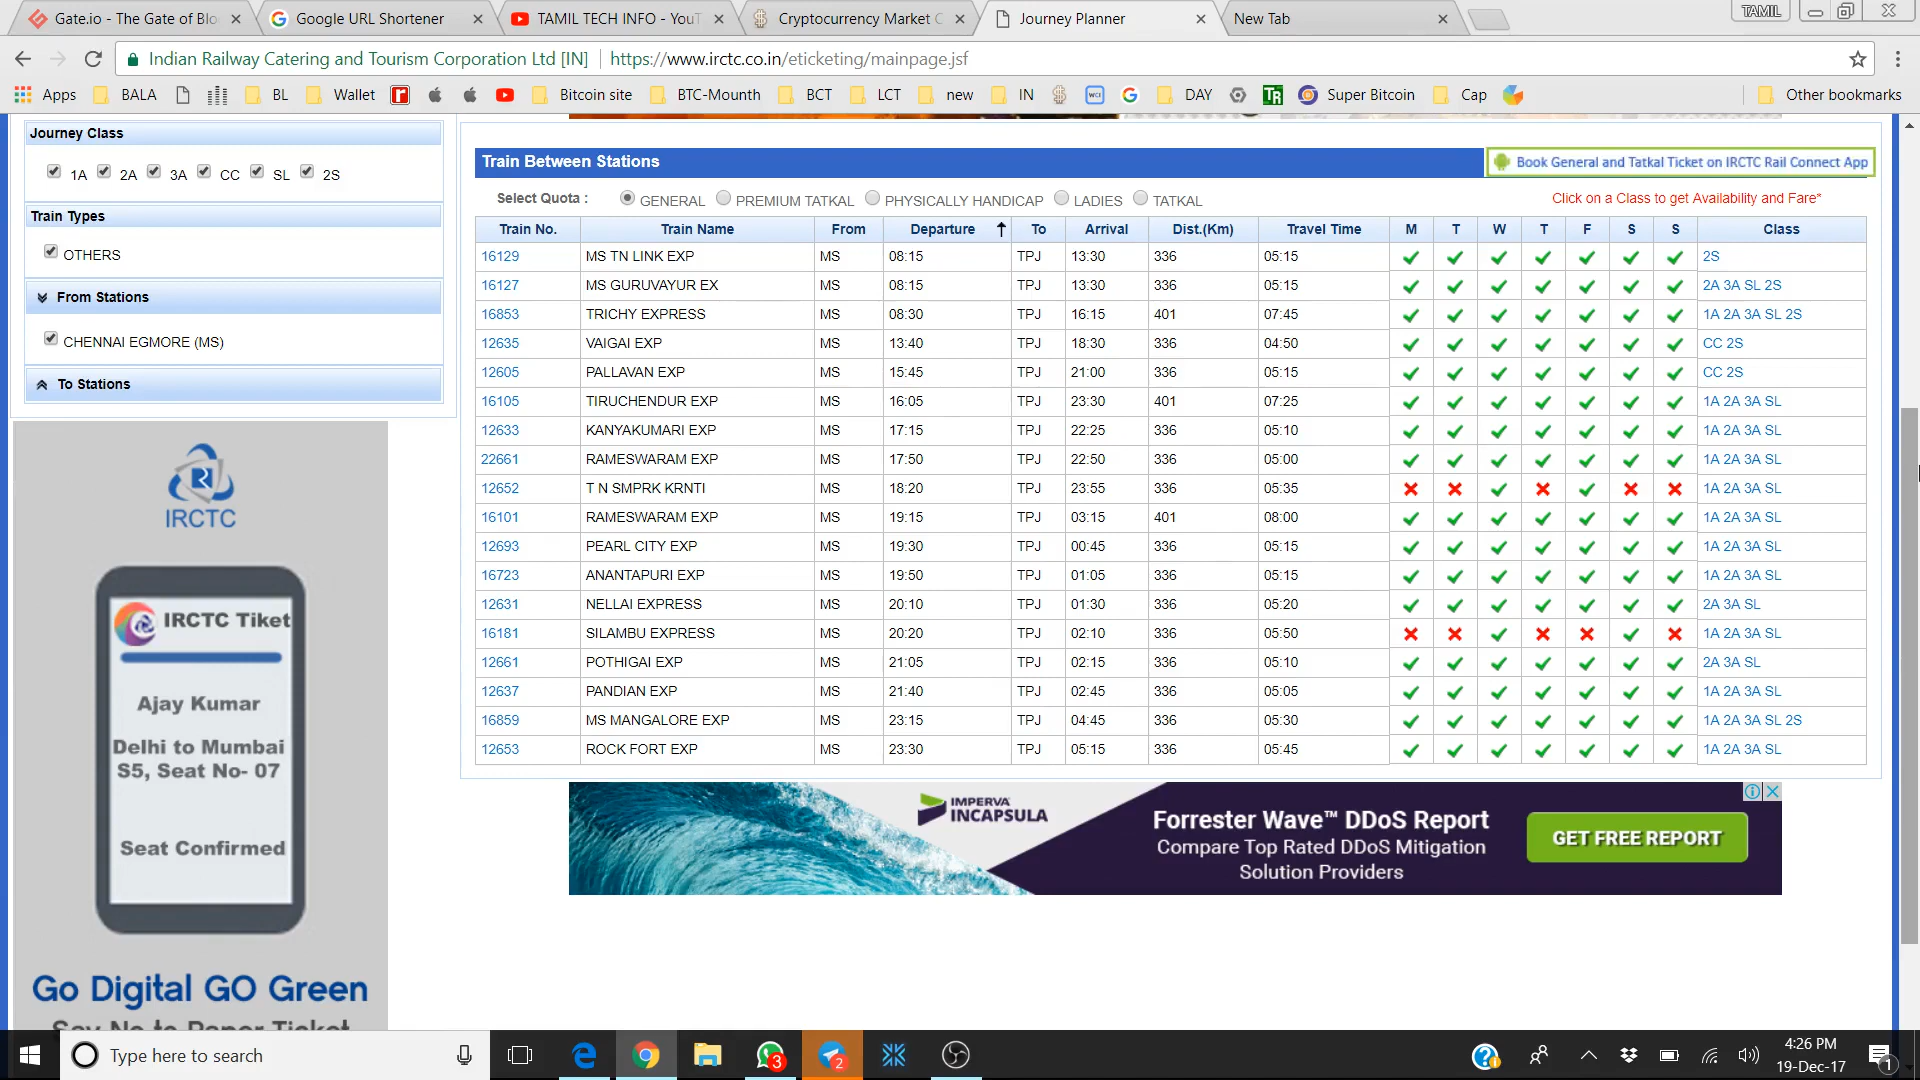 Gate.io - The Gate of Blo
Google URL Shortener
TAMIL TECH INFO - YouT
Cryptocurrency Market C
Journey Planner
New Tab
TAMIL
Indian Railway Catering and Tourism Corporation Ltd [IN] https://www.irctc.co.in/eticketing/mainpage.jsf
Apps BALA BL Wallet Bitcoin site BTC-Mounth BCT LCT new IN WCI DAY TR Super Bitcoin Cap Other bookmarks
Journey Class
1A 2A 3A CC SL 2S
Train Types
OTHERS
From Stations
CHENNAI EGMORE (MS)
To Stations
IRCTC
IRCTC Tiket
Ajay Kumar
Delhi to Mumbai
S5, Seat No- 07
Seat Confirmed
Go Digital GO Green
Say No to Paper Ticket
Train Between Stations
Book General and Tatkal Ticket on IRCTC Rail Connect App
Select Quota : GENERAL PREMIUM TATKAL PHYSICALLY HANDICAP LADIES TATKAL Click on a Class to get Availability and Fare*
Train No. Train Name From Departure To Arrival Dist.(Km) Travel Time M T W T F S S Class
16129 MS TN LINK EXP MS 08:15 TPJ 13:30 336 05:15 2S
16127 MS GURUVAYUR EX MS 08:15 TPJ 13:30 336 05:15 2A 3A SL 2S
16853 TRICHY EXPRESS MS 08:30 TPJ 16:15 401 07:45 1A 2A 3A SL 2S
12635 VAIGAI EXP MS 13:40 TPJ 18:30 336 04:50 CC 2S
12605 PALLAVAN EXP MS 15:45 TPJ 21:00 336 05:15 CC 2S
16105 TIRUCHENDUR EXP MS 16:05 TPJ 23:30 401 07:25 1A 2A 3A SL
12633 KANYAKUMARI EXP MS 17:15 TPJ 22:25 336 05:10 1A 2A 3A SL
22661 RAMESWARAM EXP MS 17:50 TPJ 22:50 336 05:00 1A 2A 3A SL
12652 T N SMPRK KRNTI MS 18:20 TPJ 23:55 336 05:35 1A 2A 3A SL
16101 RAMESWARAM EXP MS 19:15 TPJ 03:15 401 08:00 1A 2A 3A SL
12693 PEARL CITY EXP MS 19:30 TPJ 00:45 336 05:15 1A 2A 3A SL
16723 ANANTAPURI EXP MS 19:50 TPJ 01:05 336 05:15 1A 2A 3A SL
12631 NELLAI EXPRESS MS 20:10 TPJ 01:30 336 05:20 2A 3A SL
16181 SILAMBU EXPRESS MS 20:20 TPJ 02:10 336 05:50 1A 2A 3A SL
12661 POTHIGAI EXP MS 21:05 TPJ 02:15 336 05:10 2A 3A SL
12637 PANDIAN EXP MS 21:40 TPJ 02:45 336 05:05 1A 2A 3A SL
16859 MS MANGALORE EXP MS 23:15 TPJ 04:45 336 05:30 1A 2A 3A SL 2S
12653 ROCK FORT EXP MS 23:30 TPJ 05:15 336 05:45 1A 2A 3A SL
IMPERVA
INCAPSULA
Forrester Wave™ DDoS Report
Compare Top Rated DDoS Mitigation
Solution Providers
GET FREE REPORT
Type here to search
3
2
4:26 PM
19-Dec-17
1